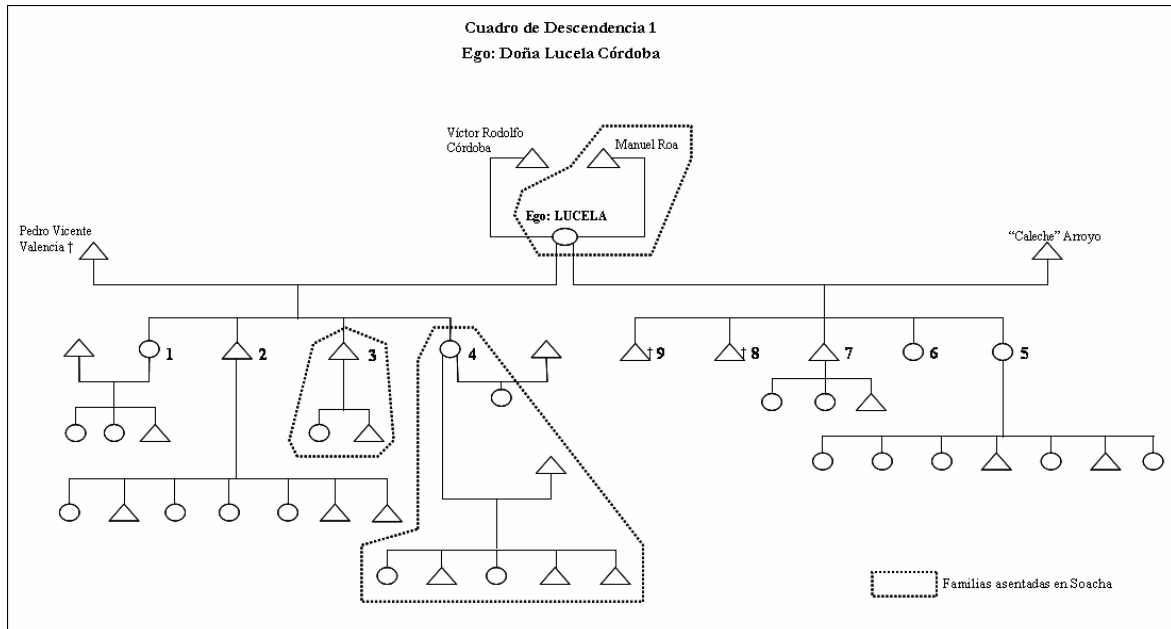 Cuadro de Descendencia 1
Ego: Doña Lucela Córdoba
Víctor Rodolfo
Córdoba
Manuel Roa
Ego: LUCELA
Pedro Vicente
Valencia †
“Caleche” Arroyo
1
2
3
4
† 9
† 8
7
6
5
Familias asentadas en Soacha